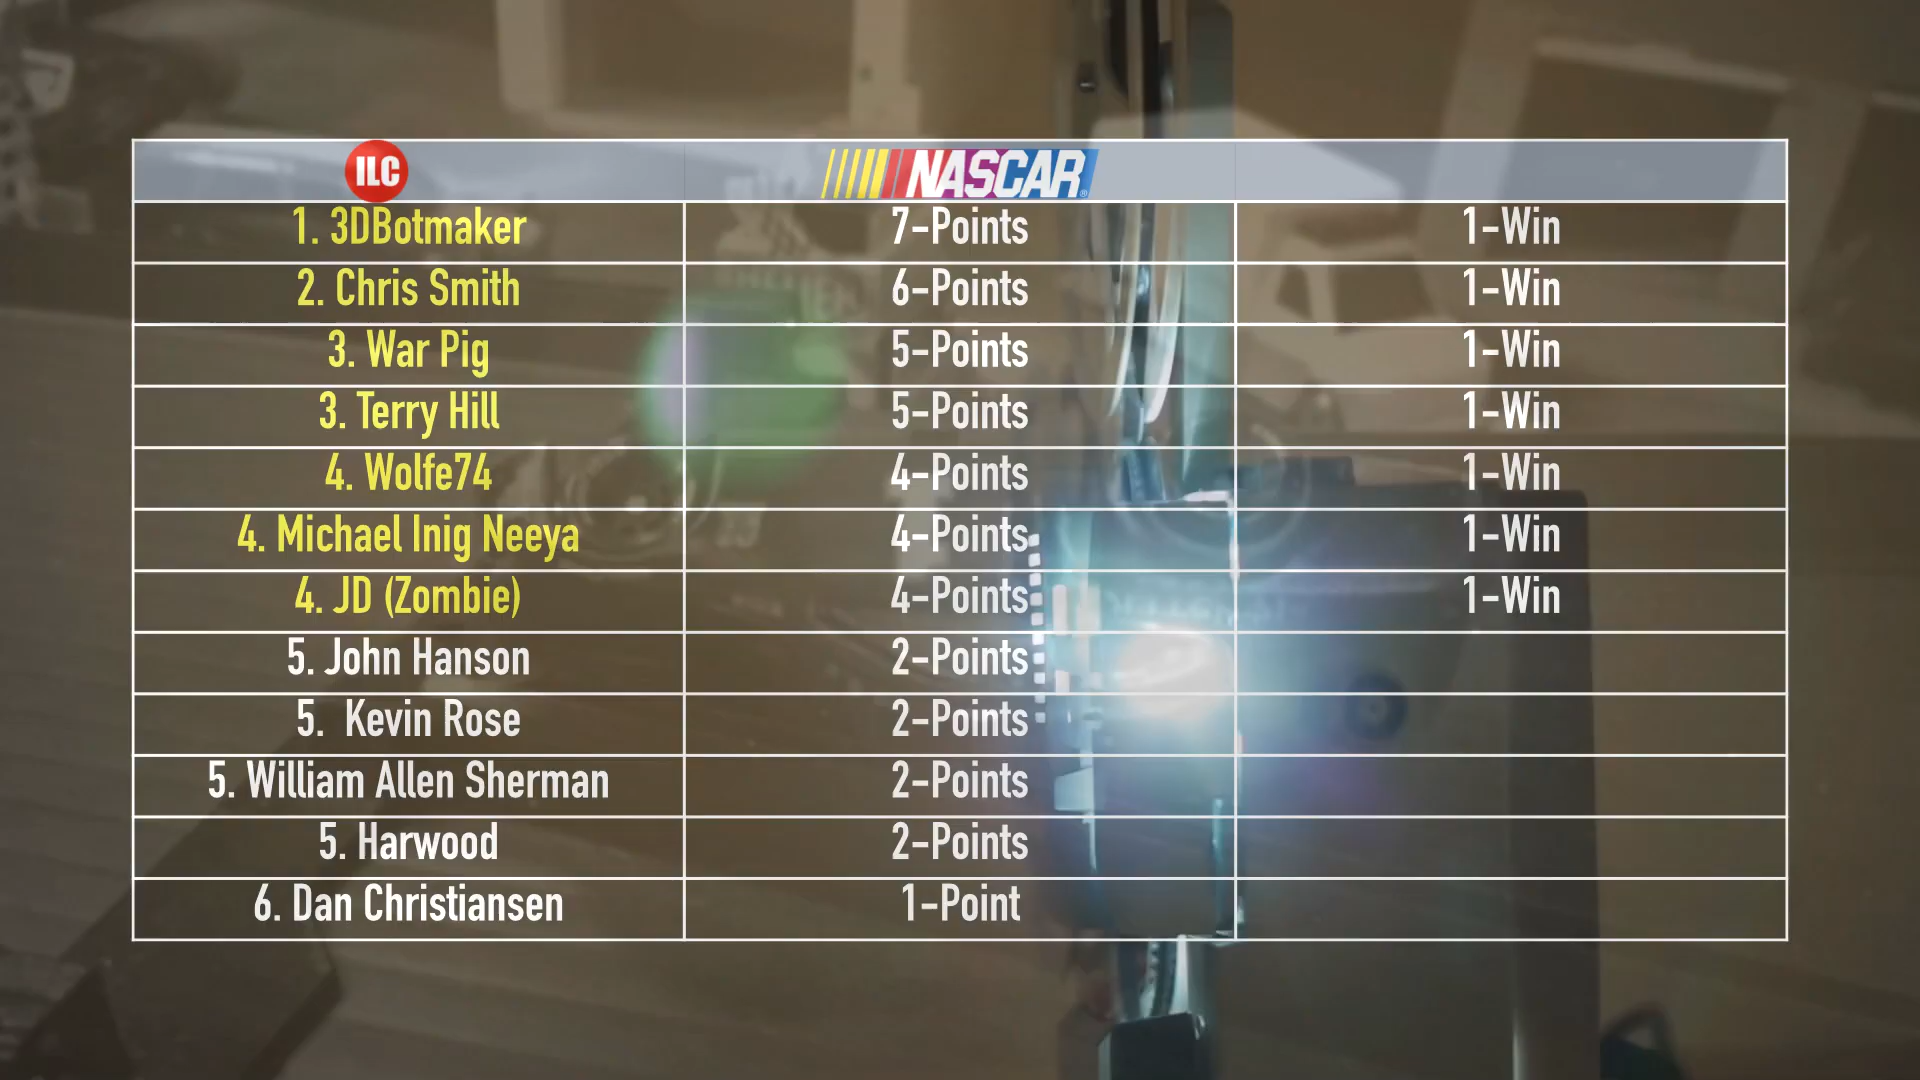 ILC NASCAR
1. 3DBotmaker 7-Points 1-Win
2. Chris Smith 6-Points 1-Win
3. War Pig 5-Points 1-Win
3. Terry Hill 5-Points 1-Win
4. Wolfe74 4-Points 1-Win
4. Michael Inig Neeya 4-Points 1-Win
4. JD (Zombie) 4-Points 1-Win
5. John Hanson 2-Points
5. Kevin Rose 2-Points
5. William Allen Sherman 2-Points
5. Harwood 2-Points
6. Dan Christiansen 1-Point